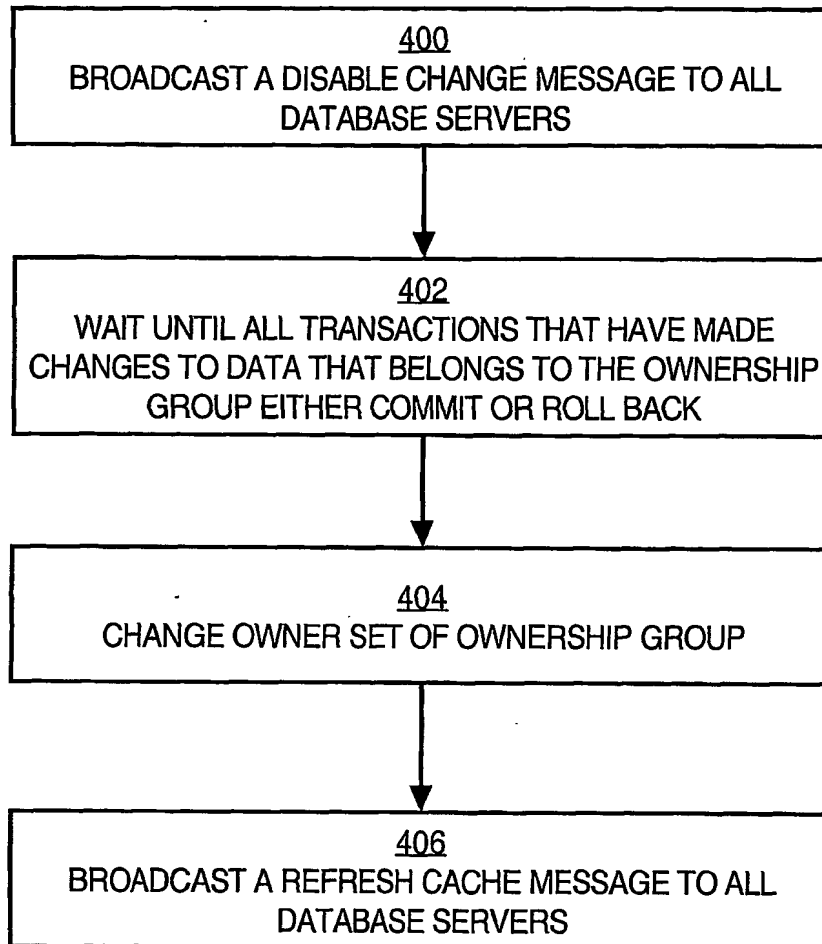 400
BROADCAST A DISABLE CHANGE MESSAGE TO ALL
DATABASE SERVERS
402
WAIT UNTIL ALL TRANSACTIONS THAT HAVE MADE
CHANGES TO DATA THAT BELONGS TO THE OWNERSHIP
GROUP EITHER COMMIT OR ROLL BACK
404
CHANGE OWNER SET OF OWNERSHIP GROUP
406
BROADCAST A REFRESH CACHE MESSAGE TO ALL
DATABASE SERVERS